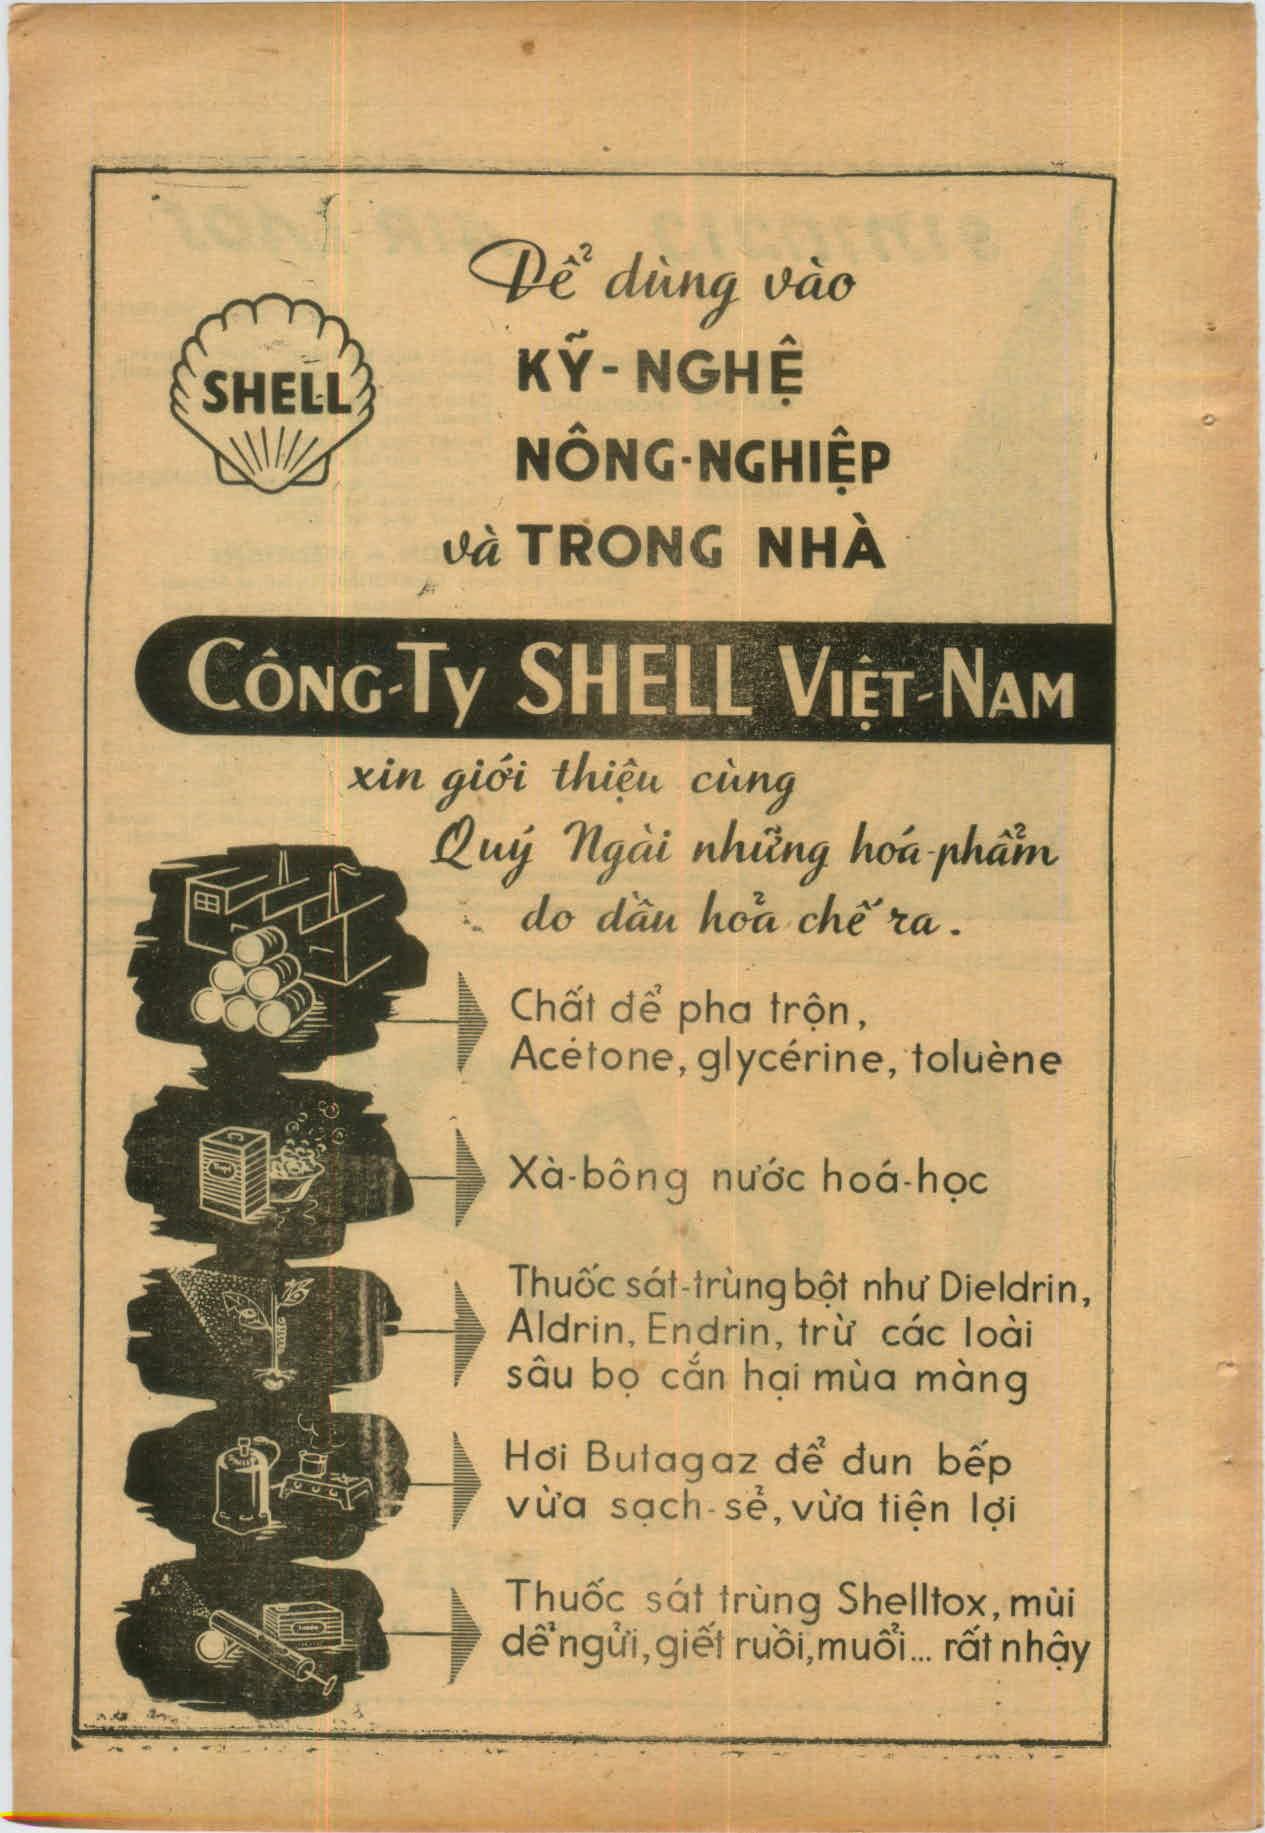 SHELL
Để dùng vào
KỸ-NGHỆ
NÔNG-NGHIỆP
và TRONG NHÀ
CÔNG-TY SHELL VIỆT-NAM
xin giới thiệu cùng
Quý Ngài những hoá-phẩm
do dầu hoả chế ra.
Chất để pha trộn,
Acétone, glycérine, toluène
Xà-bông nước hoá-học
Thuốc sát-trùng bột như Dieldrin,
Aldrin, Endrin, trừ các loài
sâu bọ cắn hại mùa màng
Hơi Butagaz để đun bếp
vừa sạch-sẻ, vừa tiện lợi
Thuốc sát trùng Shelltox, mùi
dể ngửi, giết ruồi, muỗi... rất nhậy